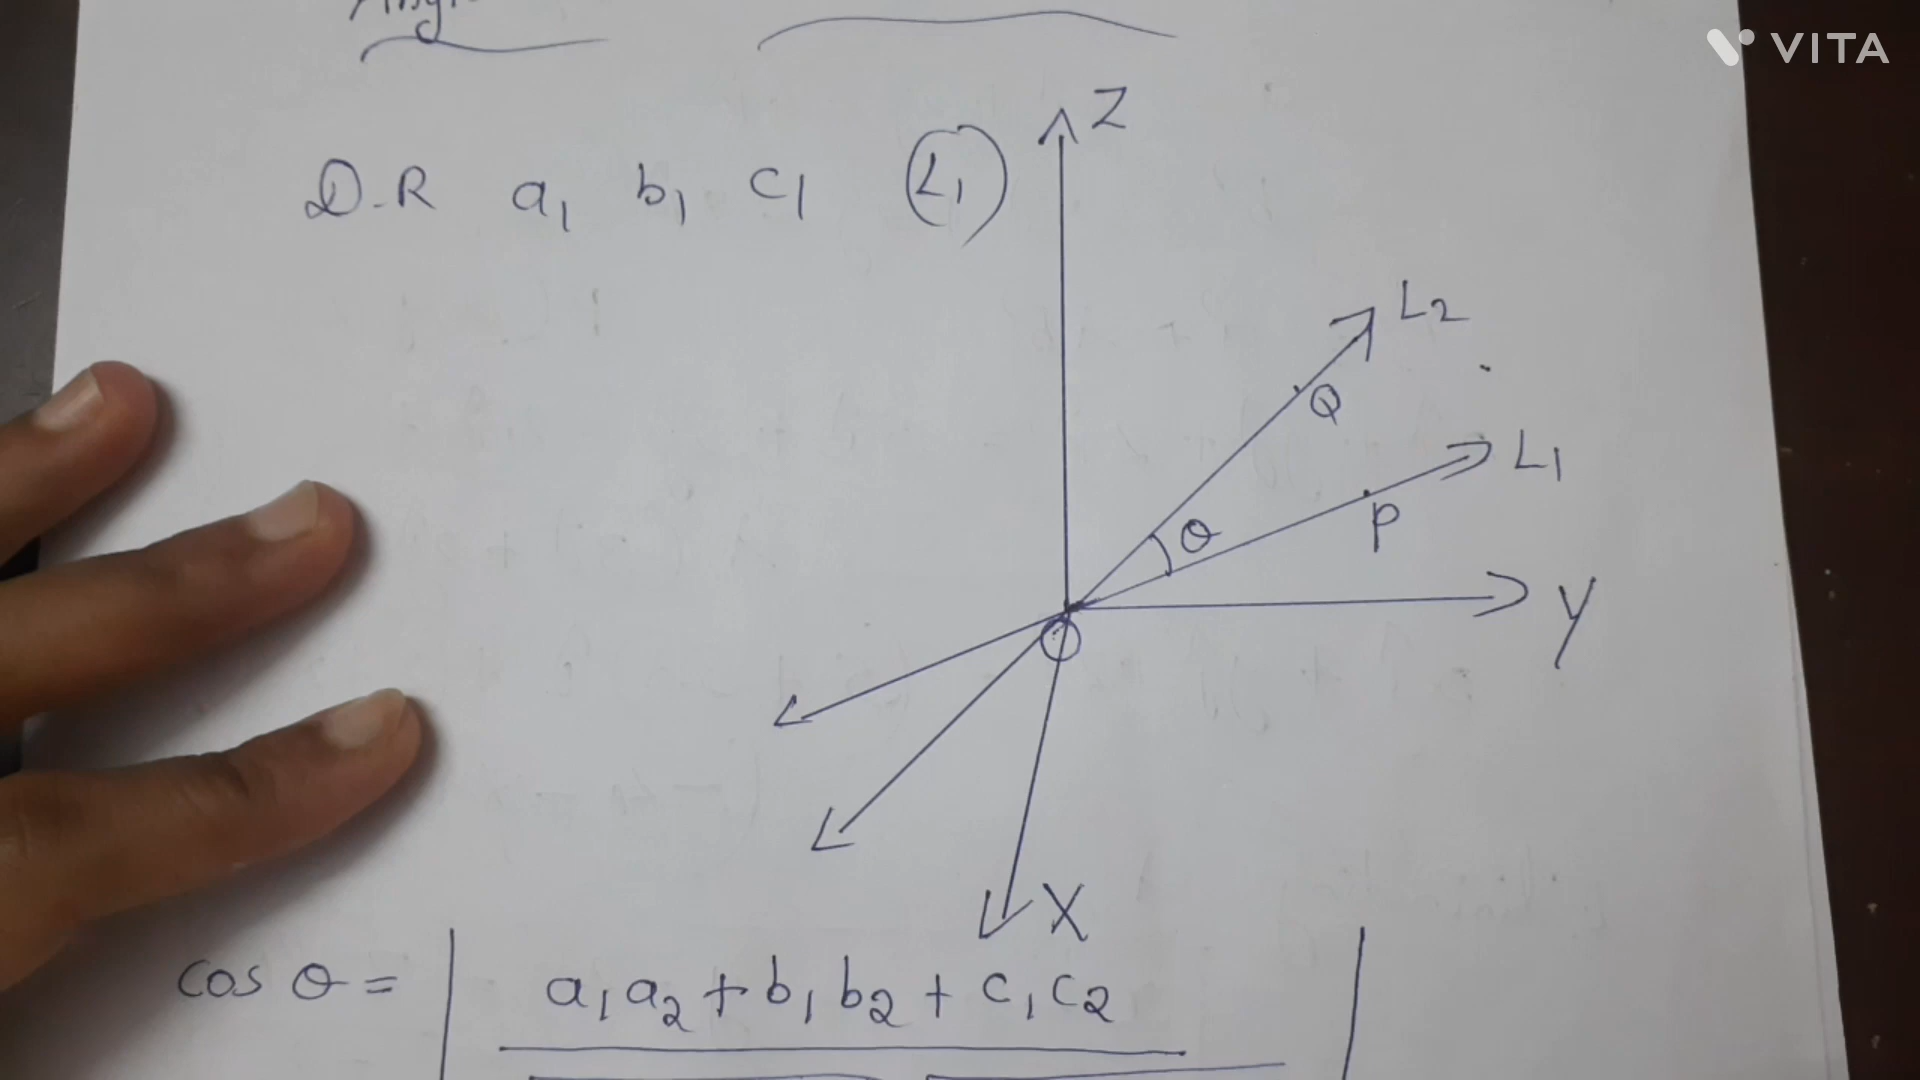 VITA
Z
D.R a₁ b₁ c₁ L₁
L₂
Q
L₁
P
θ
Y
O
X
cos θ = | a₁a₂ + b₁b₂ + c₁c₂ |